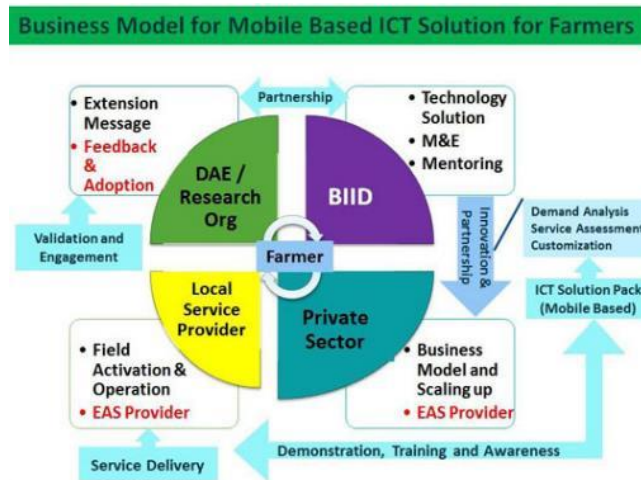 Business Model for Mobile Based ICT Solution for Farmers
• Extension
Message
• Feedback
&
Adoption
Partnership
• Technology
Solution
• M&E
• Mentoring
DAE /
Research
Org
BIID
Validation and
Engagement
Farmer
Innovation &
Partnership
Demand Analysis
Service Assessment
Customization
Local
Service
Provider
Private
Sector
ICT Solution Pack
(Mobile Based)
• Field
Activation &
Operation
• EAS Provider
• Business
Model and
Scaling up
• EAS Provider
Service Delivery
Demonstration, Training and Awareness